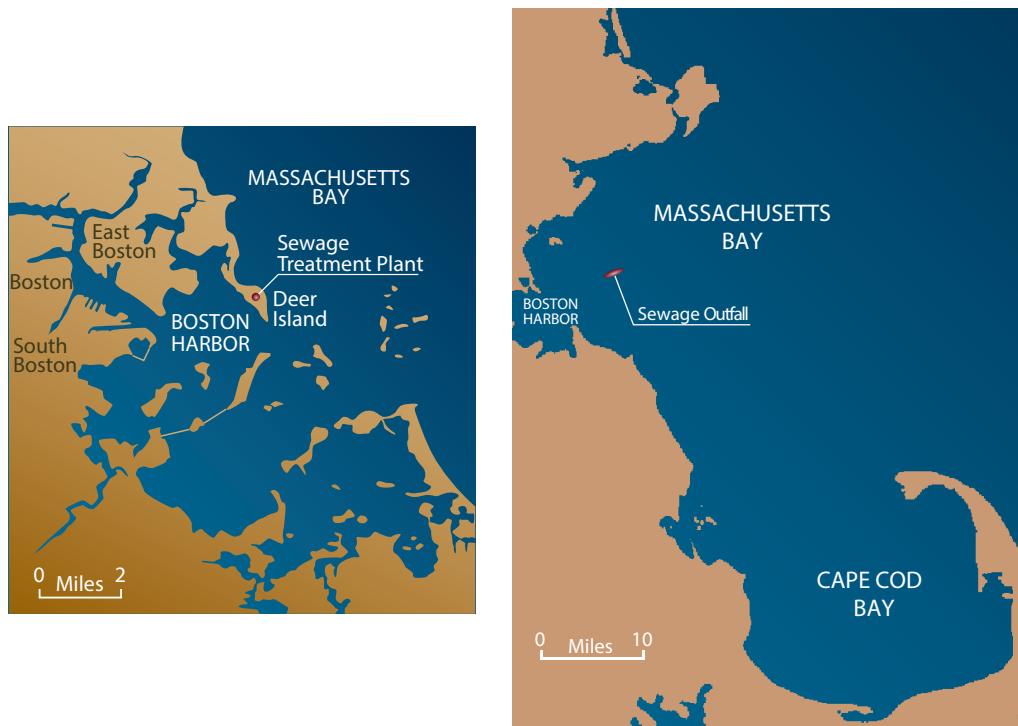 MASSACHUSETTS
BAY
East
Boston
Sewage
Treatment Plant
Boston
Deer
Island
BOSTON
HARBOR
South
Boston
0 2
Miles
MASSACHUSETTS
BAY
BOSTON
HARBOR
Sewage Outfall
CAPE COD
BAY
0 10
Miles